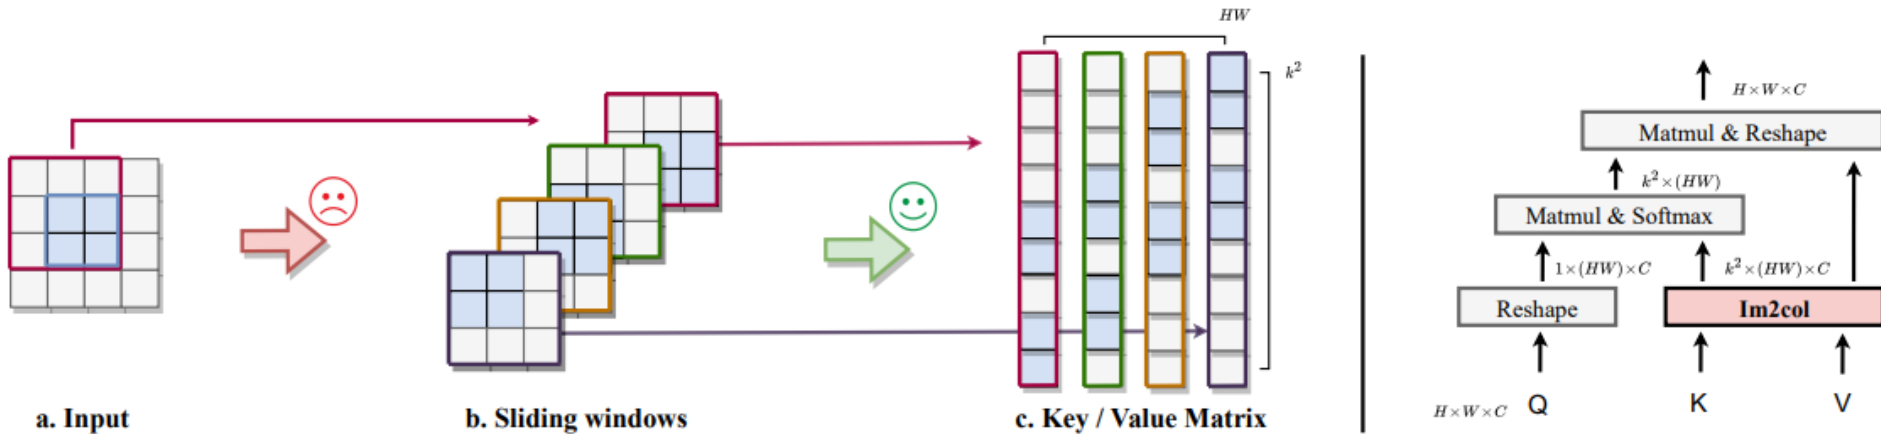 HW
k²
a. Input
b. Sliding windows
c. Key / Value Matrix
H×W×C
Matmul & Reshape
k²×(HW)
Matmul & Softmax
1×(HW)×C
k²×(HW)×C
Reshape
Im2col
H×W×C
Q
K
V